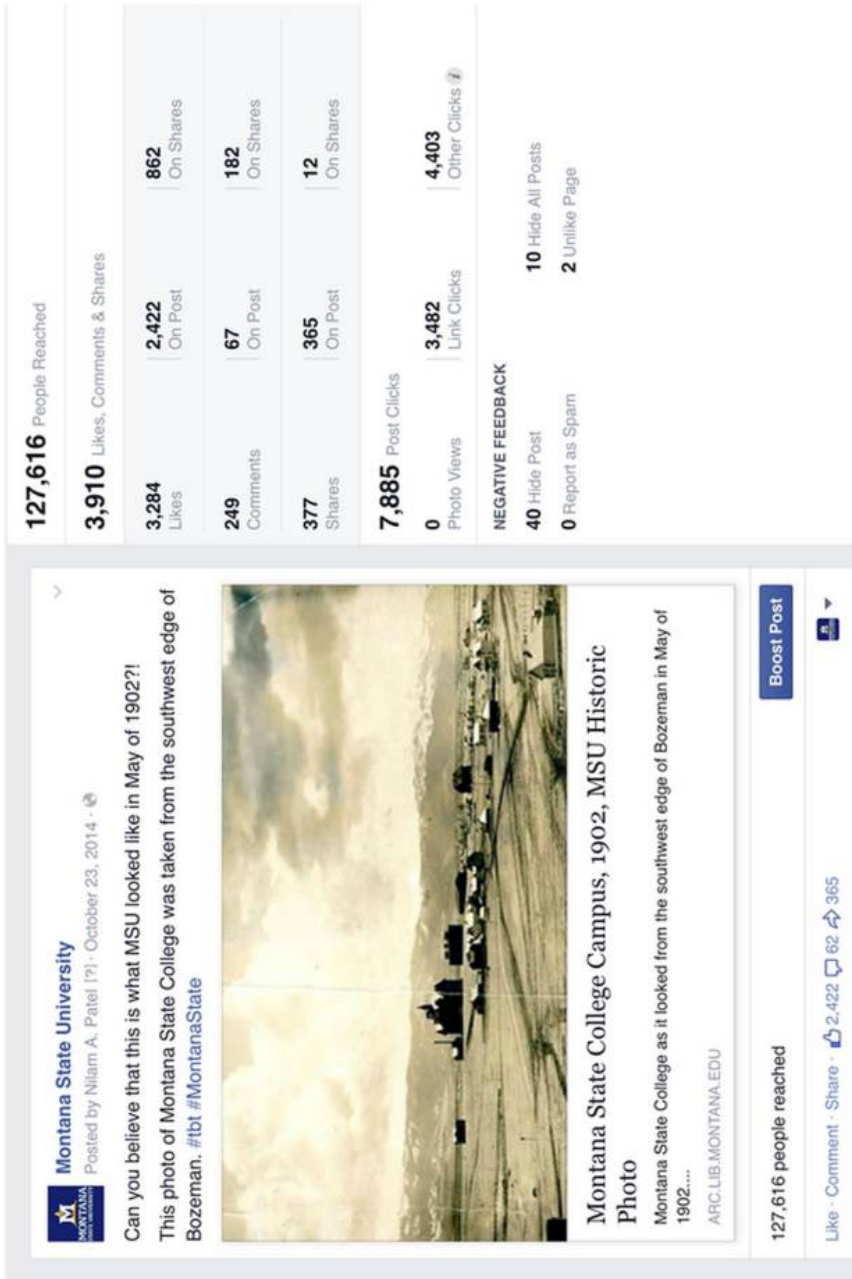 MONTANA
STATE UNIVERSITY
Montana State University
Posted by Nilam A. Patel [?] · October 23, 2014 ·
Can you believe that this is what MSU looked like in May of 1902?!
This photo of Montana State College was taken from the southwest edge of
Bozeman. #tbt #MontanaState
Montana State College Campus, 1902, MSU Historic
Photo
Montana State College as it looked from the southwest edge of Bozeman in May of
1902.....
ARC.LIB.MONTANA.EDU
127,616 people reached
Boost Post
Like · Comment · Share · 2,422 62 365
127,616 People Reached
3,910 Likes, Comments & Shares
3,284 2,422 862
Likes On Post On Shares
249 67 182
Comments On Post On Shares
377 365 12
Shares On Post On Shares
7,885 Post Clicks
0 3,482 4,403
Photo Views Link Clicks Other Clicks i
NEGATIVE FEEDBACK
40 Hide Post 10 Hide All Posts
0 Report as Spam 2 Unlike Page